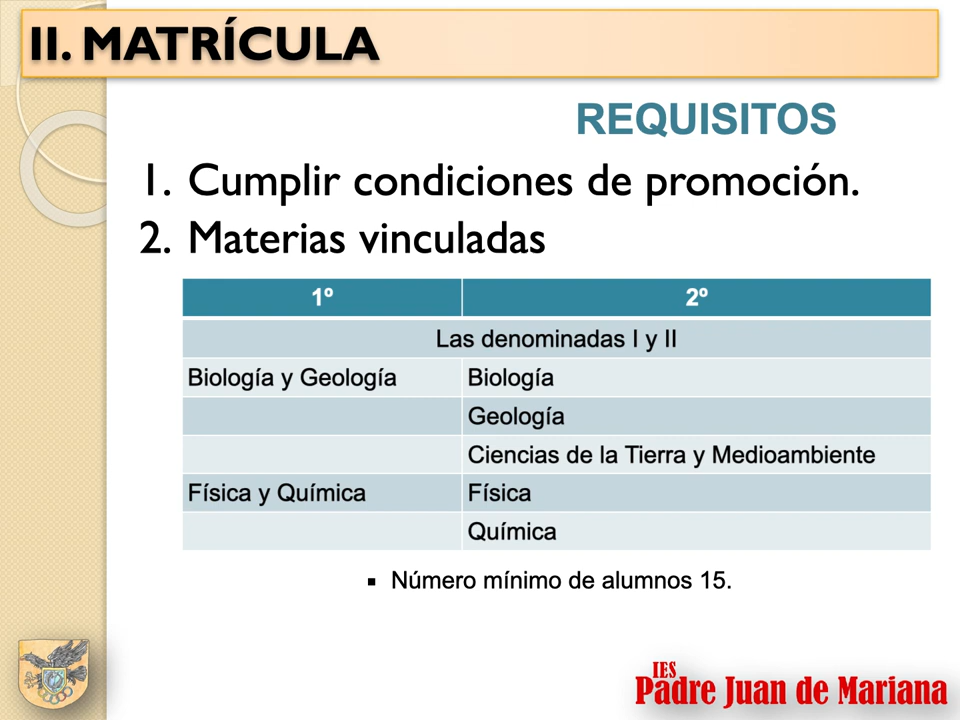 II. MATRÍCULA
REQUISITOS
1. Cumplir condiciones de promoción.
2. Materias vinculadas
1º 2º
Las denominadas I y II
Biología y Geología Biología
Geología
Ciencias de la Tierra y Medioambiente
Física y Química Física
Química
▪ Número mínimo de alumnos 15.
IES
Padre Juan de Mariana